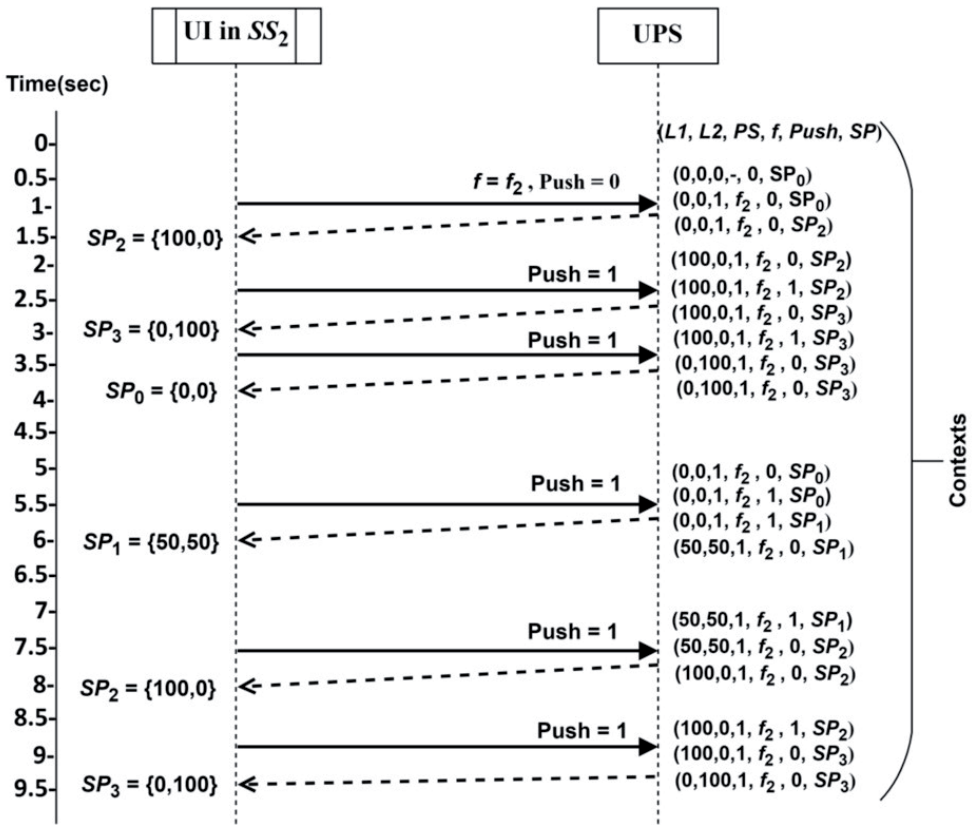 UI in SS₂ UPS
Time(sec)
(L1, L2, PS, f, Push, SP)
0-
0.5-
f = f₂ , Push = 0
(0,0,0,-, 0, SP₀)
1-
(0,0,1, f₂ , 0, SP₀)
1.5-
SP₂ = {100,0}
(0,0,1, f₂ , 0, SP₂)
2-
(100,0,1, f₂ , 0, SP₂)
Push = 1
(100,0,1, f₂ , 1, SP₂)
2.5-
(100,0,1, f₂ , 0, SP₃)
3-
SP₃ = {0,100}
Push = 1
(100,0,1, f₂ , 1, SP₃)
3.5-
(0,100,1, f₂ , 0, SP₃)
SP₀ = {0,0}
(0,100,1, f₂ , 0, SP₃)
4-
4.5-
5-
(0,0,1, f₂ , 0, SP₀)
Push = 1
(0,0,1, f₂ , 1, SP₀)
5.5-
(0,0,1, f₂ , 1, SP₁)
6-
SP₁ = {50,50}
(50,50,1, f₂ , 0, SP₁)
6.5-
7-
(50,50,1, f₂ , 1, SP₁)
Push = 1
7.5-
(50,50,1, f₂ , 0, SP₂)
8-
SP₂ = {100,0}
(100,0,1, f₂ , 0, SP₂)
8.5-
Push = 1
(100,0,1, f₂ , 1, SP₂)
9-
(100,0,1, f₂ , 0, SP₃)
9.5-
SP₃ = {0,100}
(0,100,1, f₂ , 0, SP₃)
Contexts